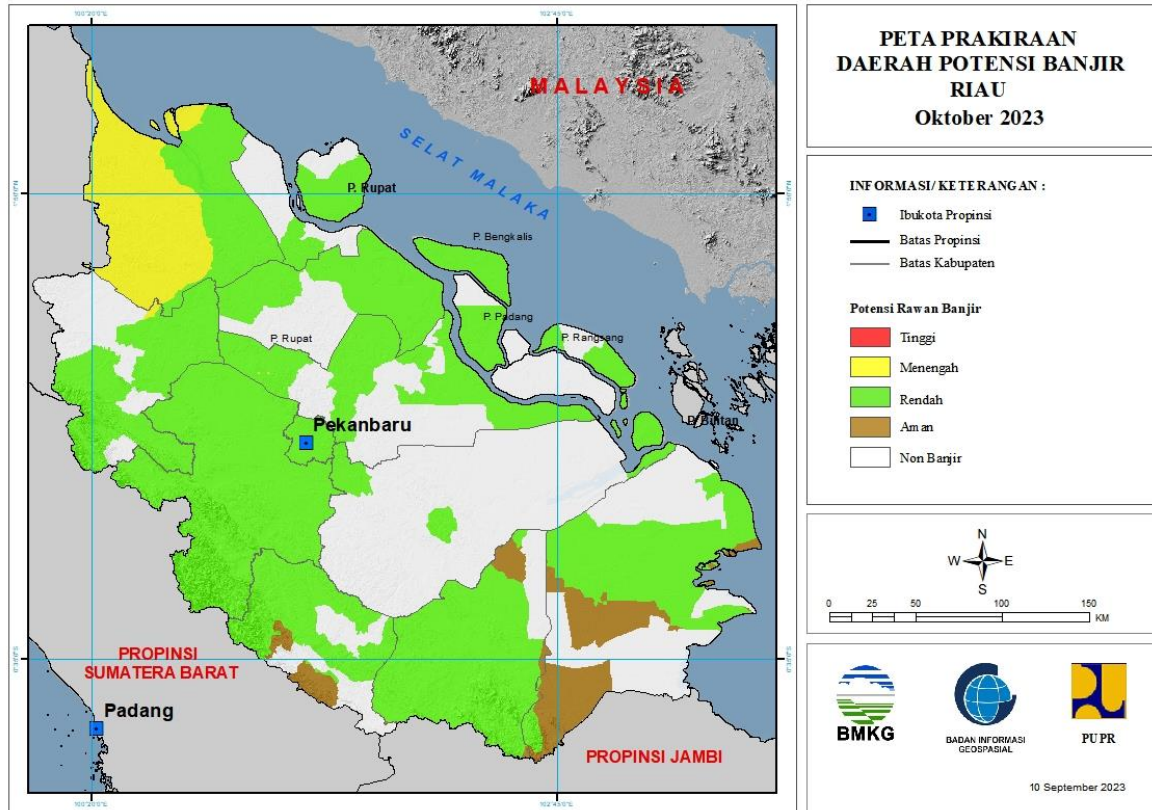 PETA PRAKIRAAN
DAERAH POTENSI BANJIR
RIAU
Oktober 2023
INFORMASI/ KETERANGAN :
Ibukota Propinsi
Batas Propinsi
Batas Kabupaten
Potensi Rawan Banjir
Tinggi
Menengah
Rendah
Aman
Non Banjir
N
W E
S
0 25 50 100 150
KM
BMKG
BADAN INFORMASI
GEOSPASIAL
PUPR
10 September 2023
MALAYSIA
SELAT MALAKA
P. Rupat
P. Bengkalis
P. Padang
P. Rupat
P. Rangsang
Pekanbaru
PROPINSI
SUMATERA BARAT
Padang
PROPINSI JAMBI